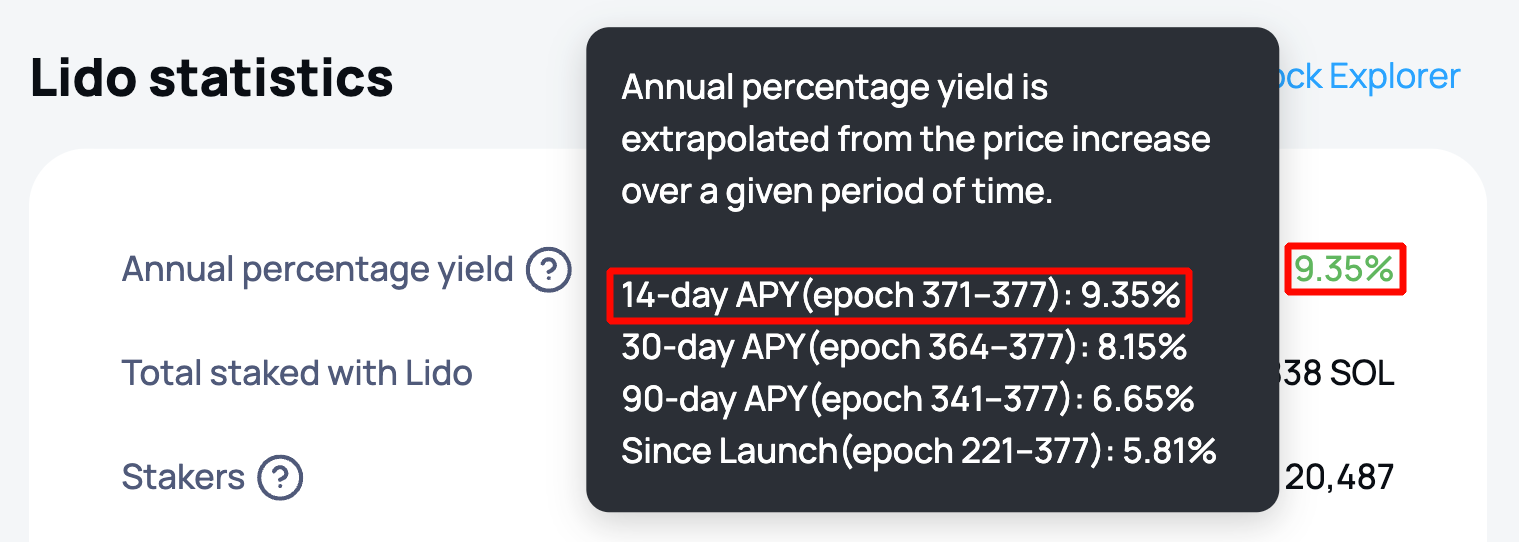 Lido statistics
Explorer
Annual percentage yield is
extrapolated from the price increase
over a given period of time.
Annual percentage yield ?
9.35%
14-day APY(epoch 371–377): 9.35%
30-day APY(epoch 364–377): 8.15%
90-day APY(epoch 341–377): 6.65%
Since Launch(epoch 221–377): 5.81%
Total staked with Lido
SOL
Stakers ?
20,487